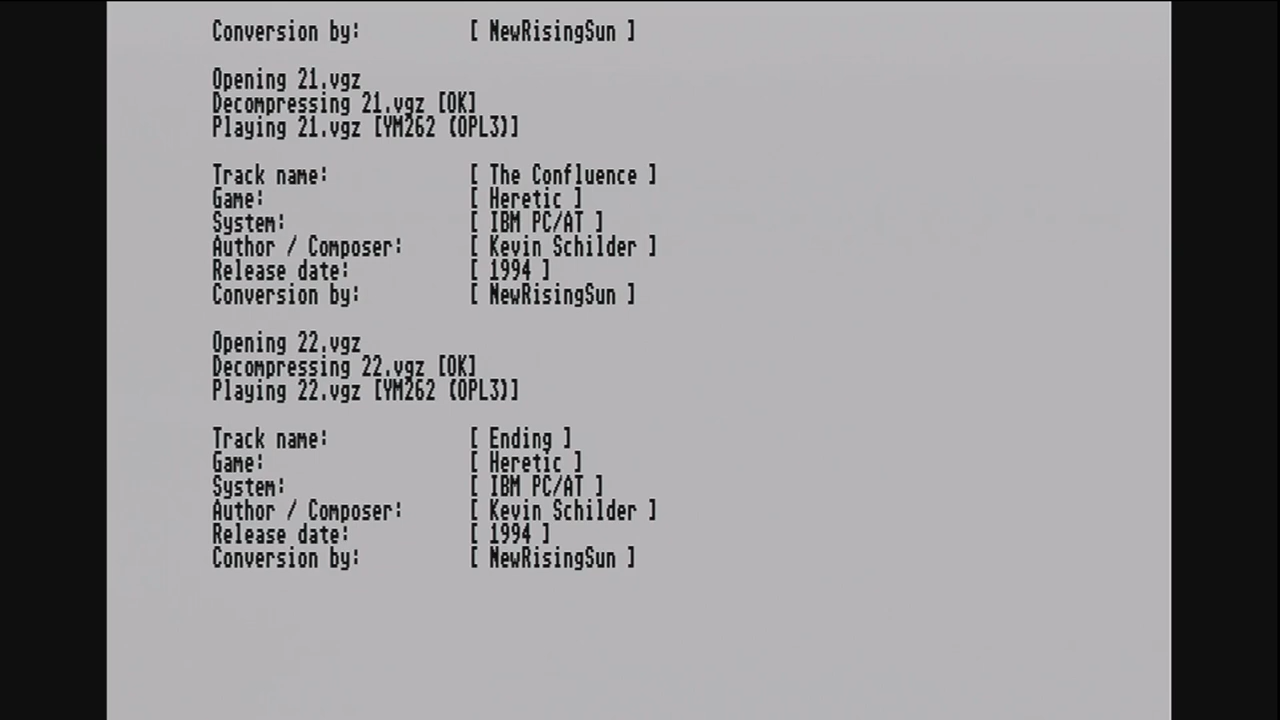 Conversion by: [ NewRisingSun ]
Opening 21.vgz
Decompressing 21.vgz [OK]
Playing 21.vgz [YM262 (OPL3)]
Track name: [ The Confluence ]
Game: [ Heretic ]
System: [ IBM PC/AT ]
Author / Composer: [ Kevin Schilder ]
Release date: [ 1994 ]
Conversion by: [ NewRisingSun ]
Opening 22.vgz
Decompressing 22.vgz [OK]
Playing 22.vgz [YM262 (OPL3)]
Track name: [ Ending ]
Game: [ Heretic ]
System: [ IBM PC/AT ]
Author / Composer: [ Kevin Schilder ]
Release date: [ 1994 ]
Conversion by: [ NewRisingSun ]